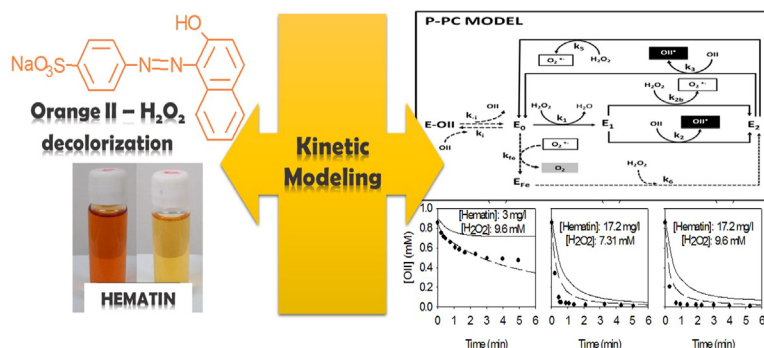 2-OH
NaO₃S
N=N
Orange II – H₂O₂
decolorization
HEMATIN
Kinetic
Modeling
P-PC MODEL
k₅
O₂•−
H₂O₂
OII•
OII
k₃
H₂O₂
O₂•−
k₂b
OII
k-i
H₂O₂
H₂O
E-OII
E₀
k₁
E₁
OII
OII•
E₂
kᵢ
k₂
OII
O₂•−
kfe
O₂
H₂O₂
EFe
k₆
[OII] (mM)
1.0
0.8
0.6
0.4
0.2
0.0
[Hematin]: 3 mg/l
[H2O2]: 9.6 mM
[Hematin]: 17.2 mg/l
[H2O2]: 7.31 mM
[Hematin]: 17.2 mg/l
[H2O2]: 9.6 mM
0 1 2 3 4 5 6
0 1 2 3 4 5 6
0 1 2 3 4 5 6
Time (min)
Time (min)
Time (min)